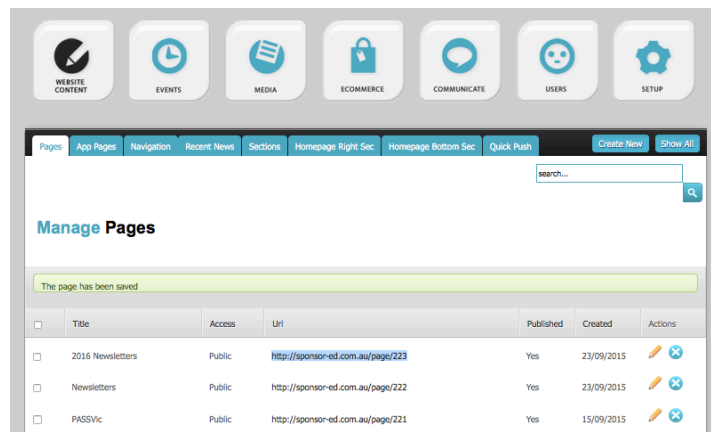 WEBSITE
CONTENT
EVENTS
MEDIA
ECOMMERCE
COMMUNICATE
USERS
SETUP
Pages App Pages Navigation Recent News Sections Homepage Right Sec Homepage Bottom Sec Quick Push Create New Show All
search...
Manage Pages
The page has been saved
Title Access Url Published Created Actions
2016 Newsletters Public http://sponsor-ed.com.au/page/223 Yes 23/09/2015
Newsletters Public http://sponsor-ed.com.au/page/222 Yes 23/09/2015
PASSVic Public http://sponsor-ed.com.au/page/221 Yes 15/09/2015